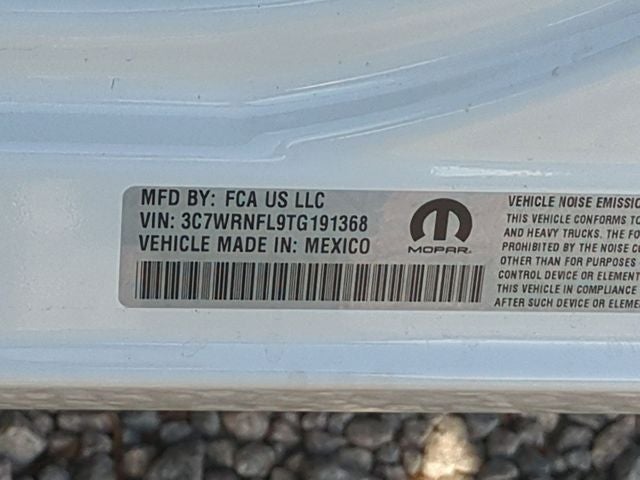 MFD BY: FCA US LLC
VIN: 3C7WRNFL9TG191368
VEHICLE MADE IN: MEXICO
MOPAR
VEHICLE NOISE EMISSIO
THIS VEHICLE CONFORMS TO
AND HEAVY TRUCKS. THE FO
PROHIBITED BY THE NOISE CO
OTHER THAN FOR PURPOSES
CONTROL DEVICE OR ELEMENT
THIS VEHICLE IN COMPLIANCE
AFTER SUCH DEVICE OR ELEME